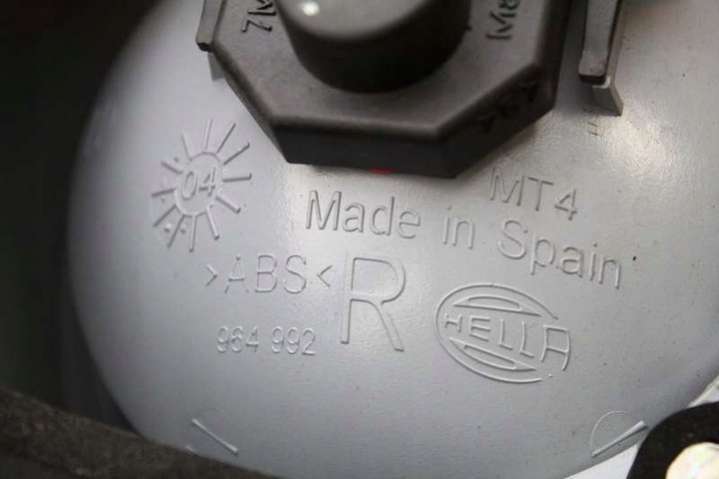 04
MT4
Made in Spain
>ABS<
R
964 992
HELLA